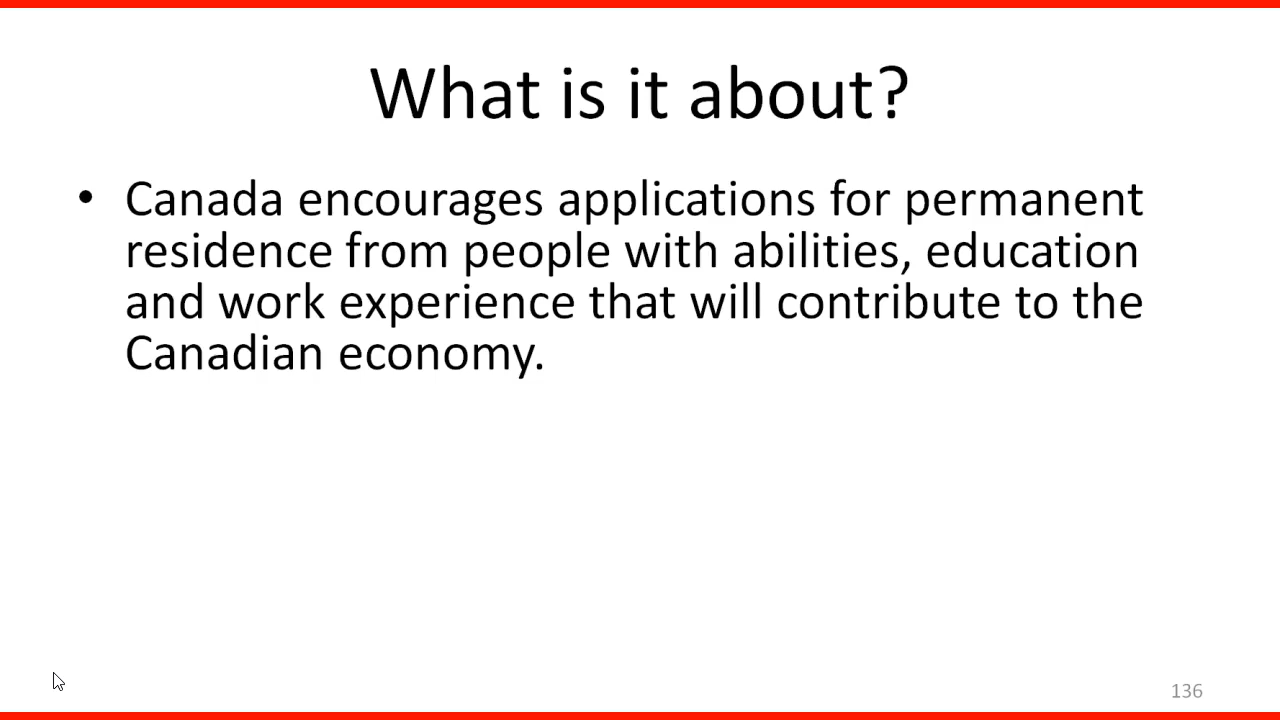 What is it about?
• Canada encourages applications for permanent
residence from people with abilities, education
and work experience that will contribute to the
Canadian economy.
136